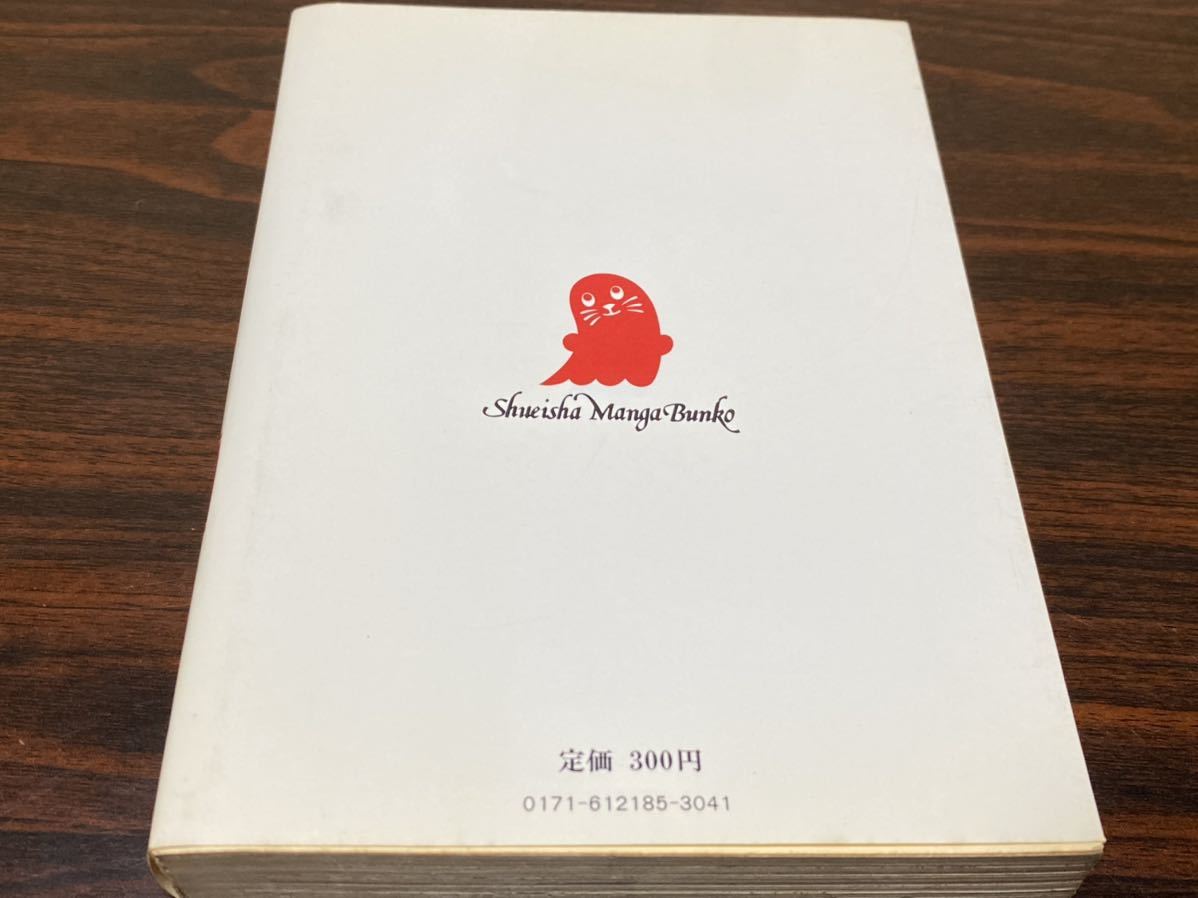 Shueisha Manga Bunko
定価 300円
0171-612185-3041